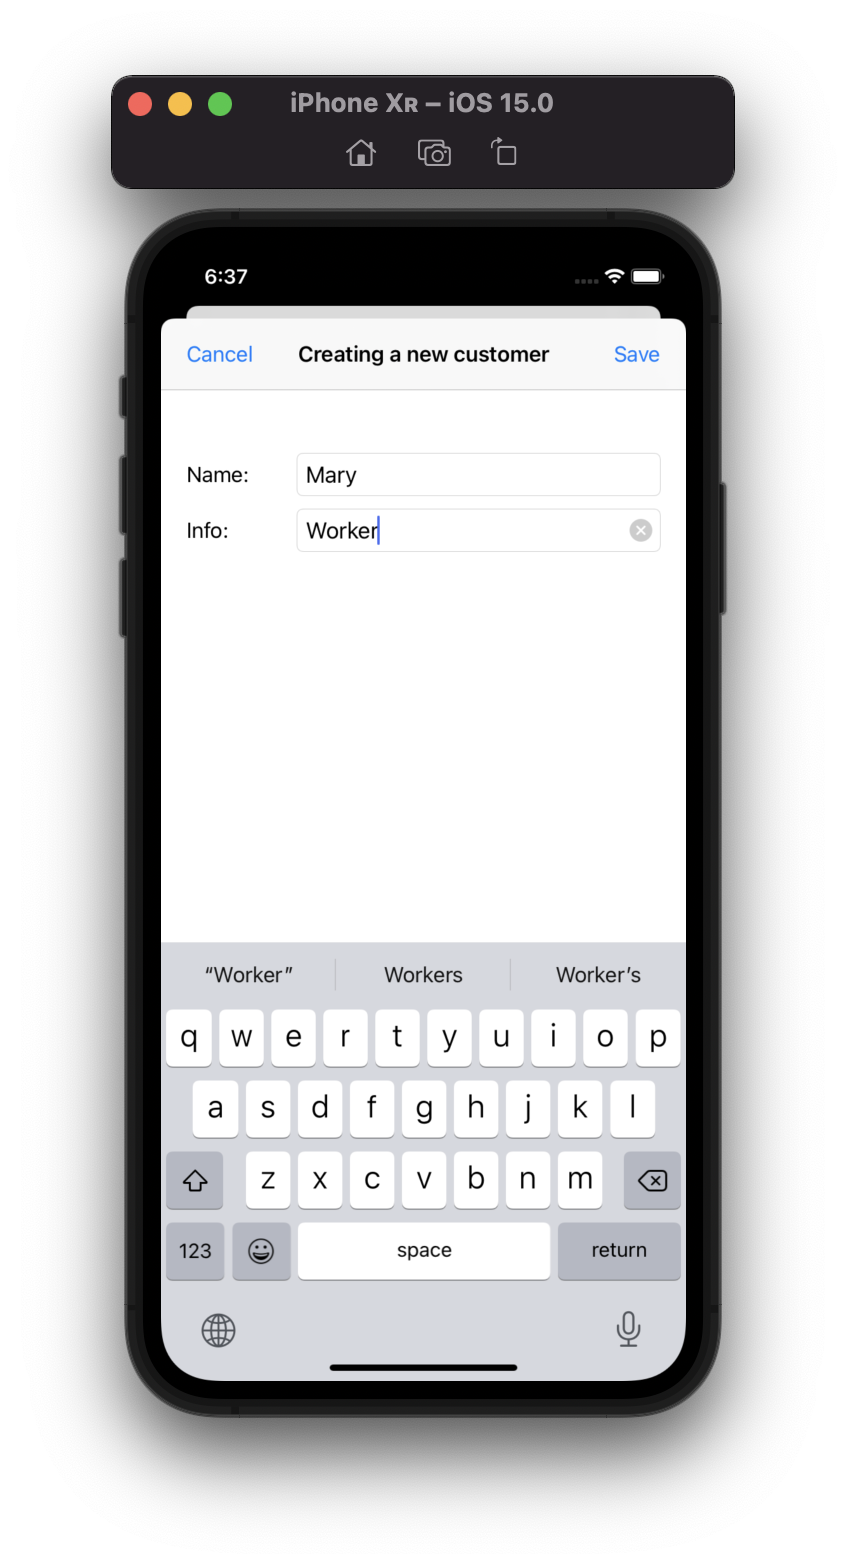 iPhone Xʀ – iOS 15.0
6:37
Cancel Creating a new customer Save
Name: Mary
Info: Worker
“Worker” Workers Worker’s
q w e r t y u i o p
a s d f g h j k l
z x c v b n m
123 space return